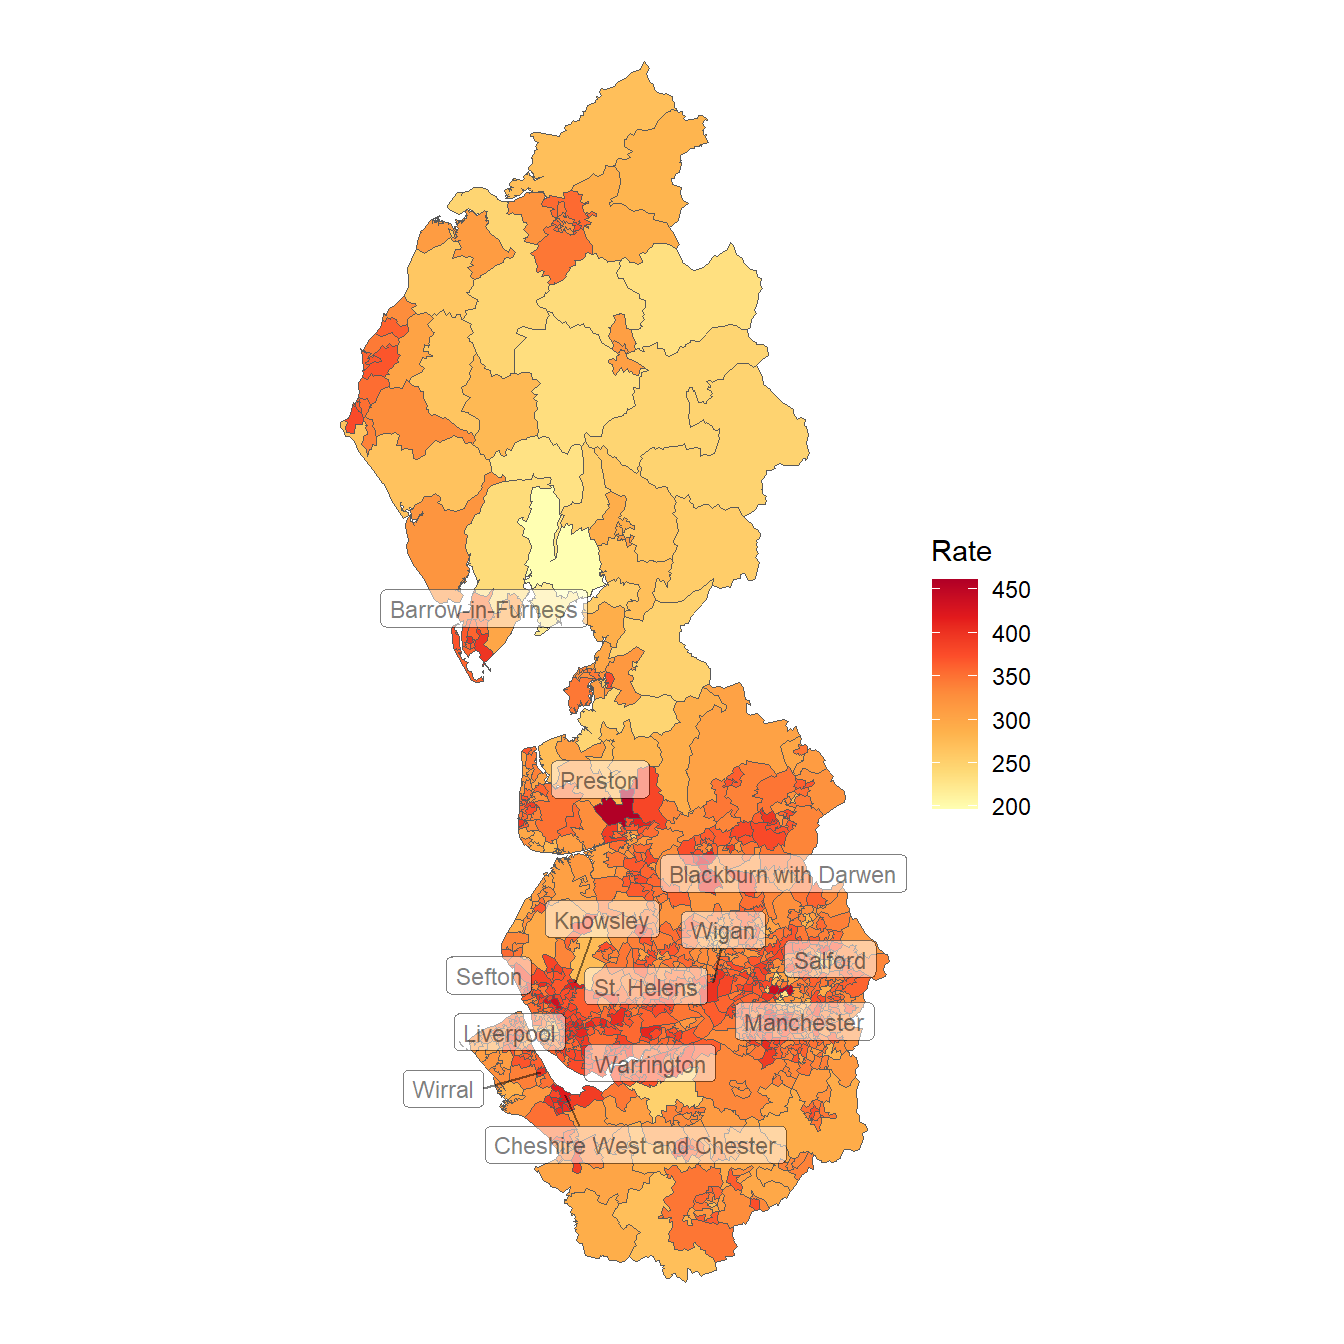 Rate
450
400
350
300
250
200
Barrow-in-Furness
Preston
Blackburn with Darwen
Knowsley
Wigan
Salford
Sefton
St. Helens
Manchester
Liverpool
Warrington
Wirral
Cheshire West and Chester